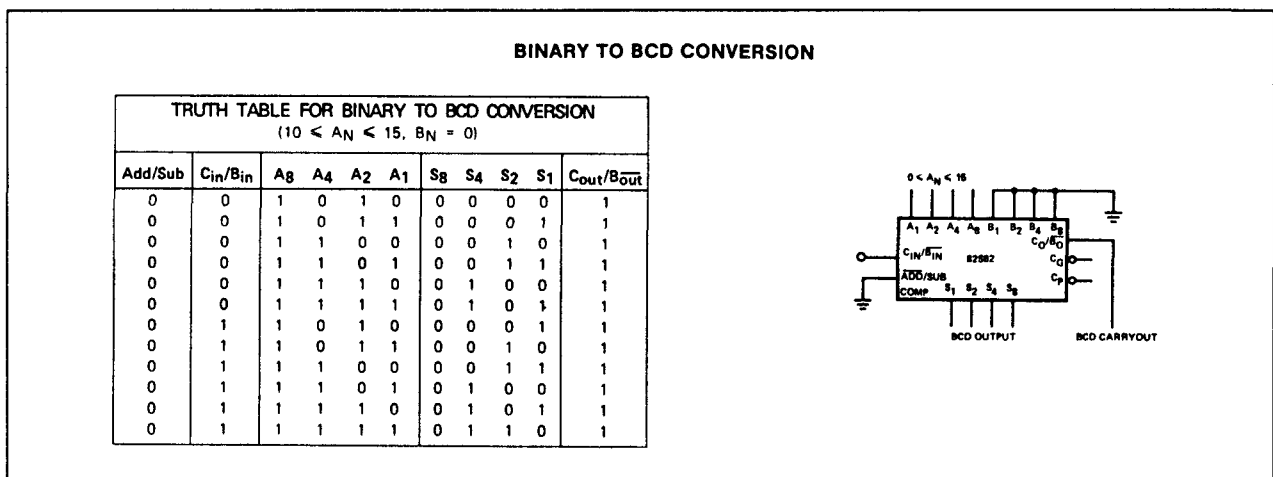 BINARY TO BCD CONVERSION
TRUTH TABLE FOR BINARY TO BCD CONVERSION
(10 ≤ AN ≤ 15, BN = 0)
Add/Sub Cin/Bin A8 A4 A2 A1 S8 S4 S2 S1 Cout/B̅o̅u̅t̅
0 0 1 0 1 0 0 0 0 0 1
0 0 1 0 1 1 0 0 0 1 1
0 0 1 1 0 0 0 0 1 0 1
0 0 1 1 0 1 0 0 1 1 1
0 0 1 1 1 0 0 1 0 0 1
0 0 1 1 1 1 0 1 0 1 1
0 1 1 0 1 0 0 0 0 1 1
0 1 1 0 1 1 0 0 1 0 1
0 1 1 1 0 0 0 0 1 1 1
0 1 1 1 0 1 0 1 0 0 1
0 1 1 1 1 0 0 1 0 1 1
0 1 1 1 1 1 0 1 1 0 1
0 < AN < 15
A1 A2 A4 A8 B1 B2 B4 B8
CO/B̅O̅
CIN/B̅I̅N̅ 82S82 CG
A̅D̅D̅/SUB CP
COMP S1 S2 S4 S8
BCD OUTPUT BCD CARRYOUT